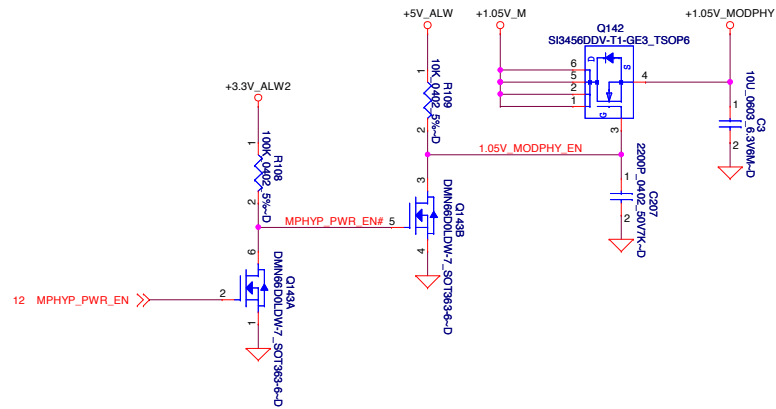 +5V_ALW
+1.05V_M
Q142
SI3456DDV-T1-GE3_TSOP6
+1.05V_MODPHY
D
S
G
6
5
2
1
4
3
10U_0603_6.3V6M~D
C3
1
2
1
10K_0402_5%~D
R109
2
+3.3V_ALW2
1
100K_0402_5%~D
R108
2
1.05V_MODPHY_EN
2200P_0402_50V7K~D
C207
1
2
MPHYP_PWR_EN#
5
3
4
Q143B
DMN66D0LDW-7_SOT363-6~D
12 MPHYP_PWR_EN
2
6
1
Q143A
DMN66D0LDW-7_SOT363-6~D